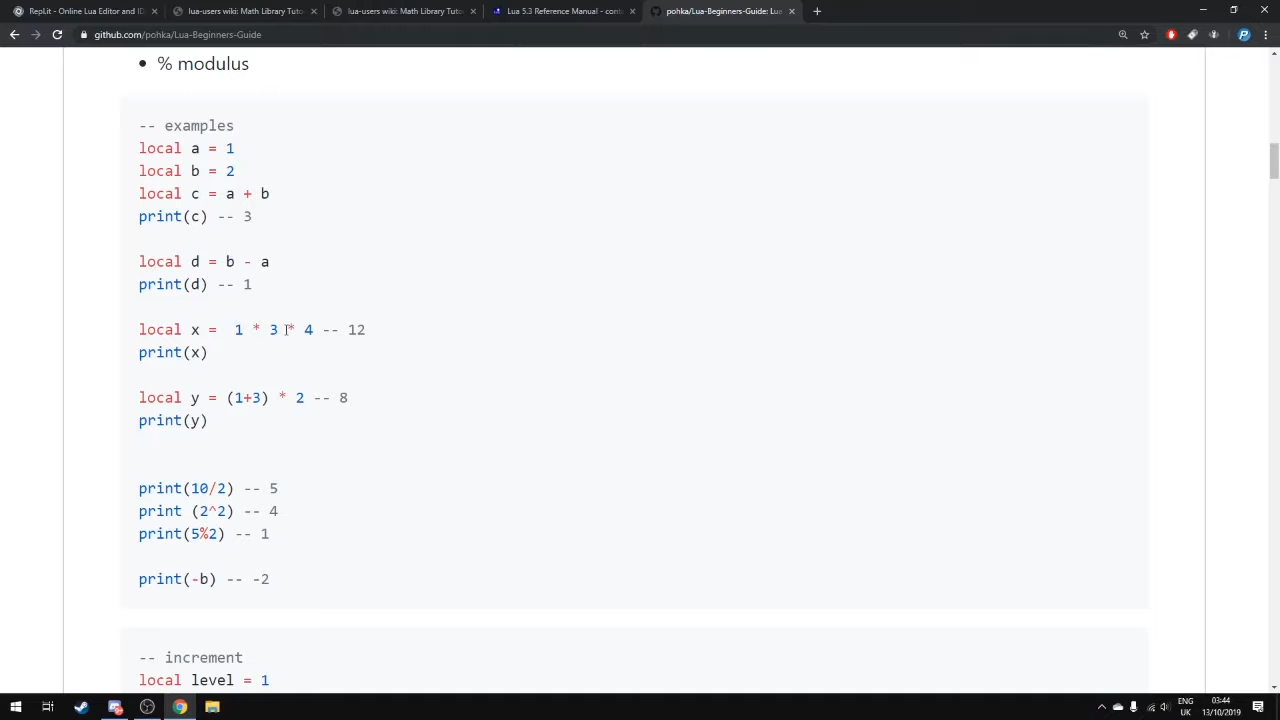 Repl.it - Online Lua Editor and ID
lua-users wiki: Math Library Tuto
lua-users wiki: Math Library Tuto
Lua 5.3 Reference Manual - cont
pohka/Lua-Beginners-Guide: Lu
github.com/pohka/Lua-Beginners-Guide
• % modulus
-- examples
local a = 1
local b = 2
local c = a + b
print(c) -- 3
local d = b - a
print(d) -- 1
local x =  1 * 3 * 4 -- 12
print(x)
local y = (1+3) * 2 -- 8
print(y)
print(10/2) -- 5
print (2^2) -- 4
print(5%2) -- 1
print(-b) -- -2
-- increment
local level = 1
ENG
UK
03:44
13/10/2019